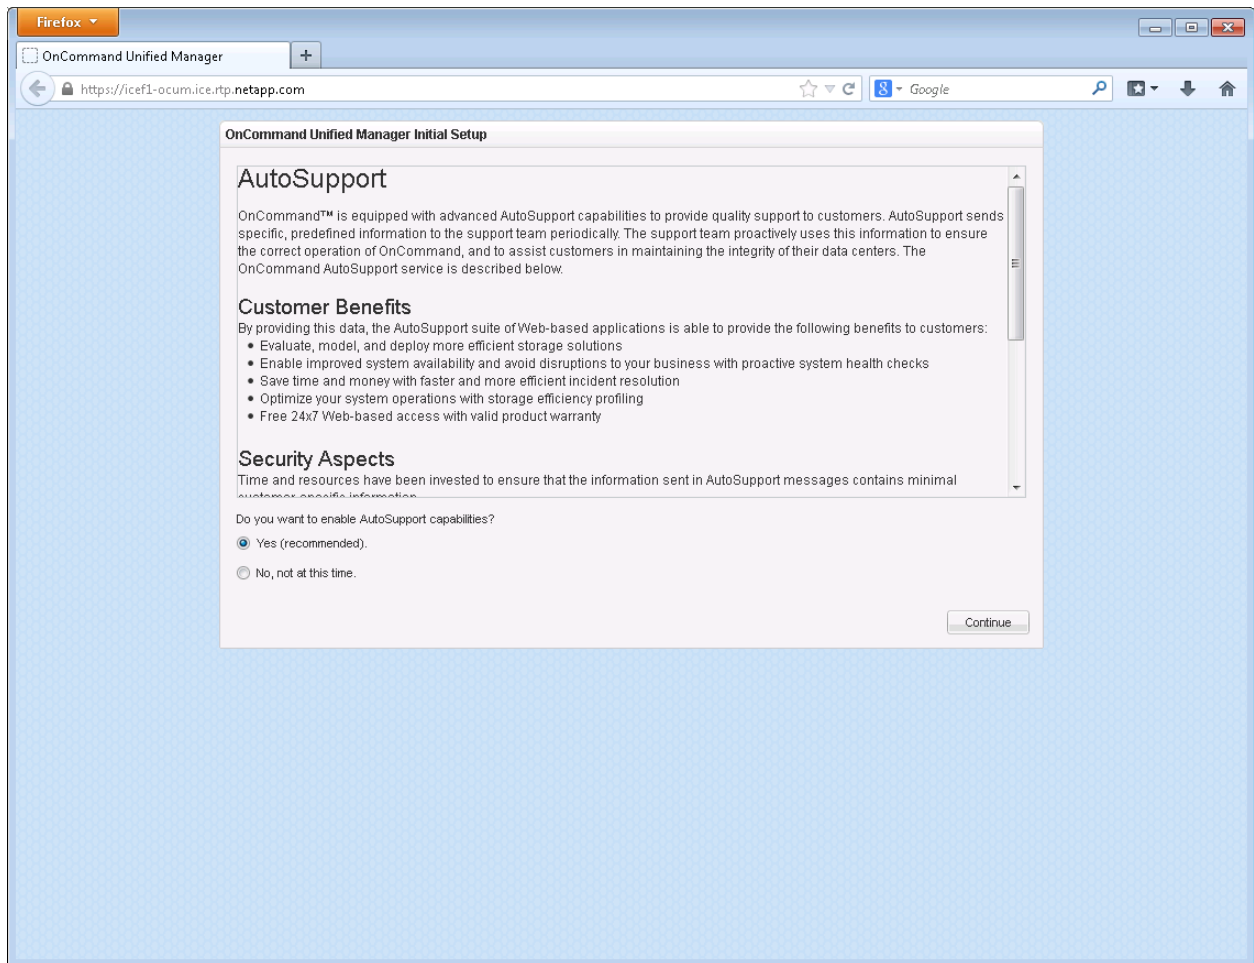 Firefox
OnCommand Unified Manager
+
https://icef1-ocum.ice.rtp.netapp.com
8
Google
OnCommand Unified Manager Initial Setup
AutoSupport
OnCommand™ is equipped with advanced AutoSupport capabilities to provide quality support to customers. AutoSupport sends
specific, predefined information to the support team periodically. The support team proactively uses this information to ensure
the correct operation of OnCommand, and to assist customers in maintaining the integrity of their data centers. The
OnCommand AutoSupport service is described below.
Customer Benefits
By providing this data, the AutoSupport suite of Web-based applications is able to provide the following benefits to customers:
• Evaluate, model, and deploy more efficient storage solutions
• Enable improved system availability and avoid disruptions to your business with proactive system health checks
• Save time and money with faster and more efficient incident resolution
• Optimize your system operations with storage efficiency profiling
• Free 24x7 Web-based access with valid product warranty
Security Aspects
Time and resources have been invested to ensure that the information sent in AutoSupport messages contains minimal
customer-specific information
Do you want to enable AutoSupport capabilities?
Yes (recommended).
No, not at this time.
Continue